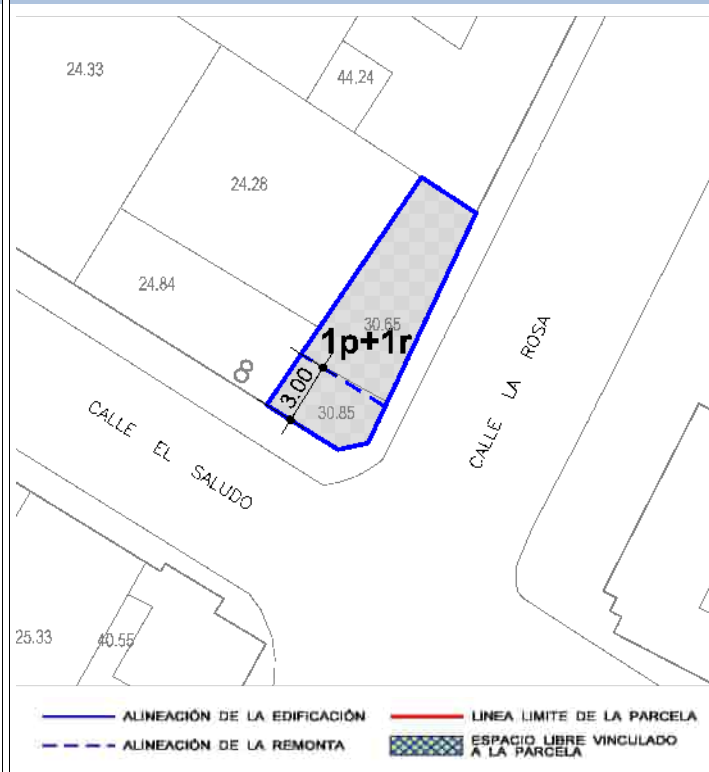 24.33
44.24
24.28
24.84
30.65
1p+1r
8
3.00
30.85
CALLE LA ROSA
CALLE EL SALUDO
25.33
40.55
ALINEACIÓN DE LA EDIFICACIÓN
LINEA LIMITE DE LA PARCELA
ALINEACIÓN DE LA REMONTA
ESPACIO LIBRE VINCULADO
A LA PARCELA